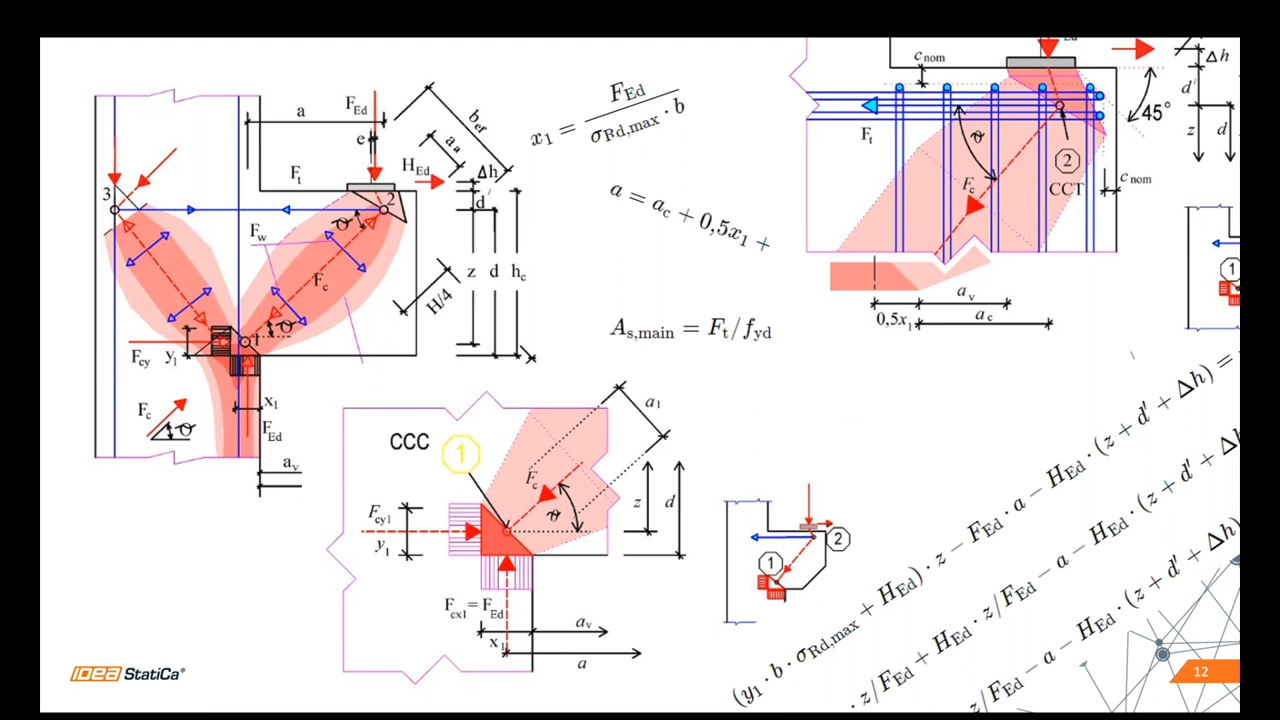 a
F_Ed
e
b_ef
a_a
H_Ed
Δh
d'
F_t
3
2
ϑ
F_w
F_c
z
d
h_c
H/4
ϑ
1
F_cy
y_1
x_1
F_c
ϑ
F_Ed
a_v
x_1 = F_Ed / σ_Rd,max · b
a = a_c + 0,5x_1 +
A_s,main = F_t/f_yd
c_nom
Δh
d'
45°
z
d
F_t
ϑ
2
F_c
CCT
c_nom
a_v
0,5x_1
a_c
1
CCC
1
a_1
F_c
ϑ
z
d
F_cy1
y_1
F_cx1 = F_Ed
a_v
x_1
a
2
1
(y_1 · b · σ_Rd,max + H_Ed) · z − F_Ed · a − H_Ed · (z + d' + Δh) =
· z/F_Ed + H_Ed · z/F_Ed − a − H_Ed · (z + d' + Δh
z/F_Ed − a − H_Ed · (z + d' + Δh)
IDEA StatiCa®
12